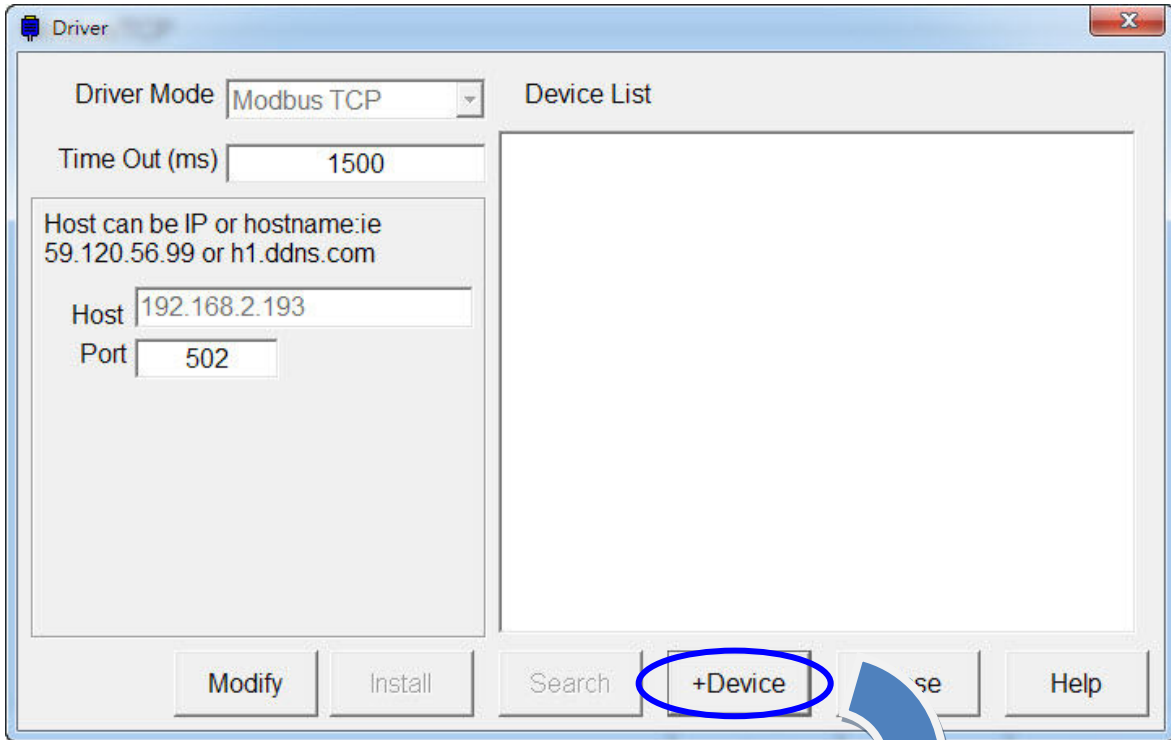 Driver
Driver Mode Modbus TCP
Device List
Time Out (ms) 1500
Host can be IP or hostname:ie
59.120.56.99 or h1.ddns.com
Host 192.168.2.193
Port 502
Modify Install Search +Device Help